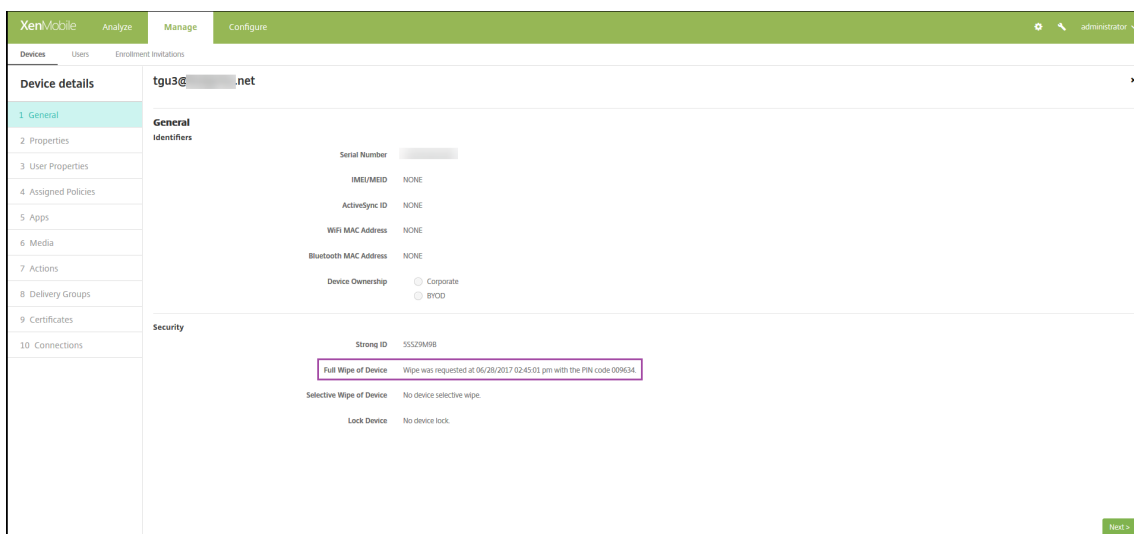 XenMobile Analyze Manage Configure administrator
Devices Users Enrollment Invitations
Device details
tgu3@ .net
1 General
2 Properties
3 User Properties
4 Assigned Policies
5 Apps
6 Media
7 Actions
8 Delivery Groups
9 Certificates
10 Connections
General
Identifiers
Serial Number
IMEI/MEID NONE
ActiveSync ID NONE
WiFi MAC Address NONE
Bluetooth MAC Address NONE
Device Ownership Corporate
BYOD
Security
Strong ID 5SSZ9M9B
Full Wipe of Device Wipe was requested at 06/28/2017 02:45:01 pm with the PIN code 009634.
Selective Wipe of Device No device selective wipe.
Lock Device No device lock.
Next >